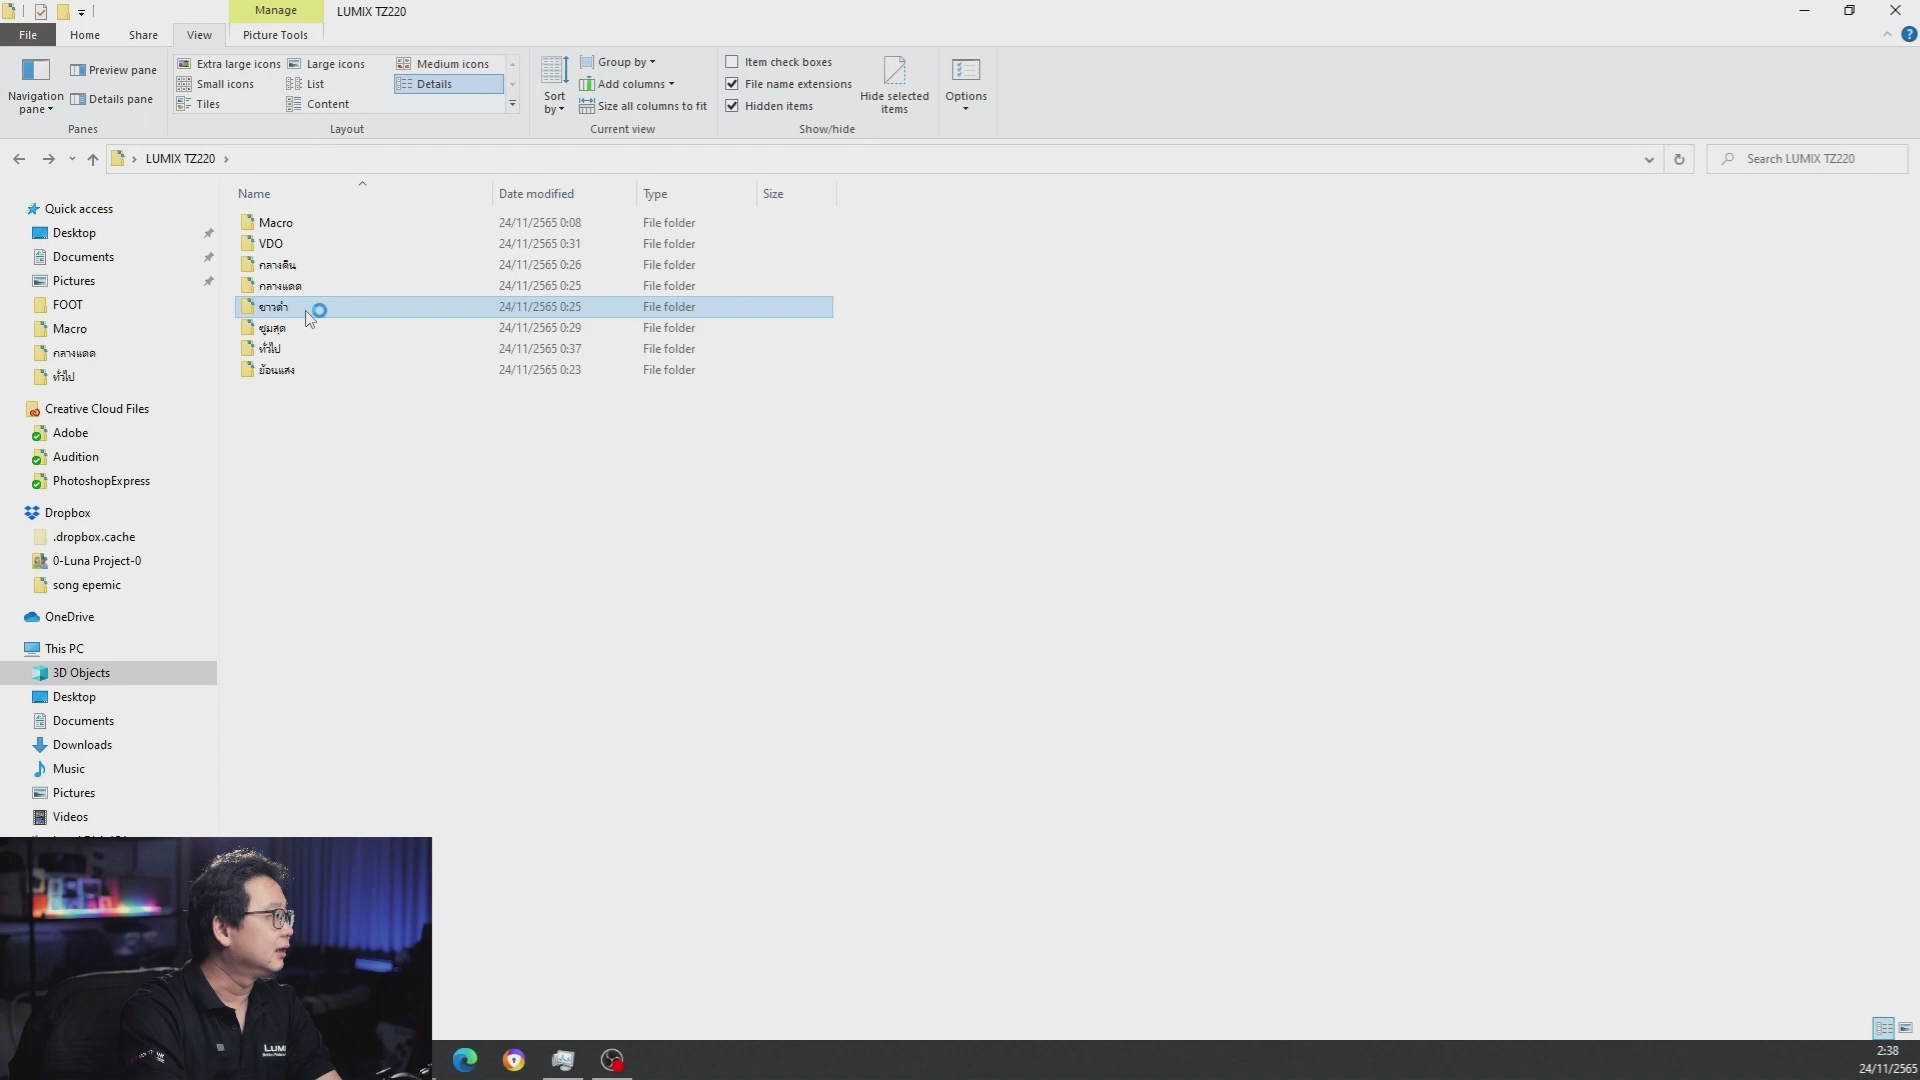 Manage
LUMIX TZ220
File
Home
Share
View
Picture Tools
Navigation pane
Preview pane
Details pane
Panes
Extra large icons
Large icons
Medium icons
Small icons
List
Details
Tiles
Content
Layout
Sort by
Group by
Add columns
Size all columns to fit
Current view
Item check boxes
File name extensions
Hidden items
Hide selected items
Show/hide
Options
LUMIX TZ220
Search LUMIX TZ220
Name Date modified Type Size
Macro 24/11/2565 0:08 File folder
VDO 24/11/2565 0:31 File folder
กลางคืน 24/11/2565 0:26 File folder
กลางแดด 24/11/2565 0:25 File folder
ขาวดำ 24/11/2565 0:25 File folder
ซูมสุด 24/11/2565 0:29 File folder
ทั่วไป 24/11/2565 0:37 File folder
ย้อนแสง 24/11/2565 0:23 File folder
Quick access
Desktop
Documents
Pictures
FOOT
Macro
กลางแดด
ทั่วไป
Creative Cloud Files
Adobe
Audition
PhotoshopExpress
Dropbox
.dropbox.cache
0-Luna Project-0
song epemic
OneDrive
This PC
3D Objects
Desktop
Documents
Downloads
Music
Pictures
Videos
2:38
24/11/2565